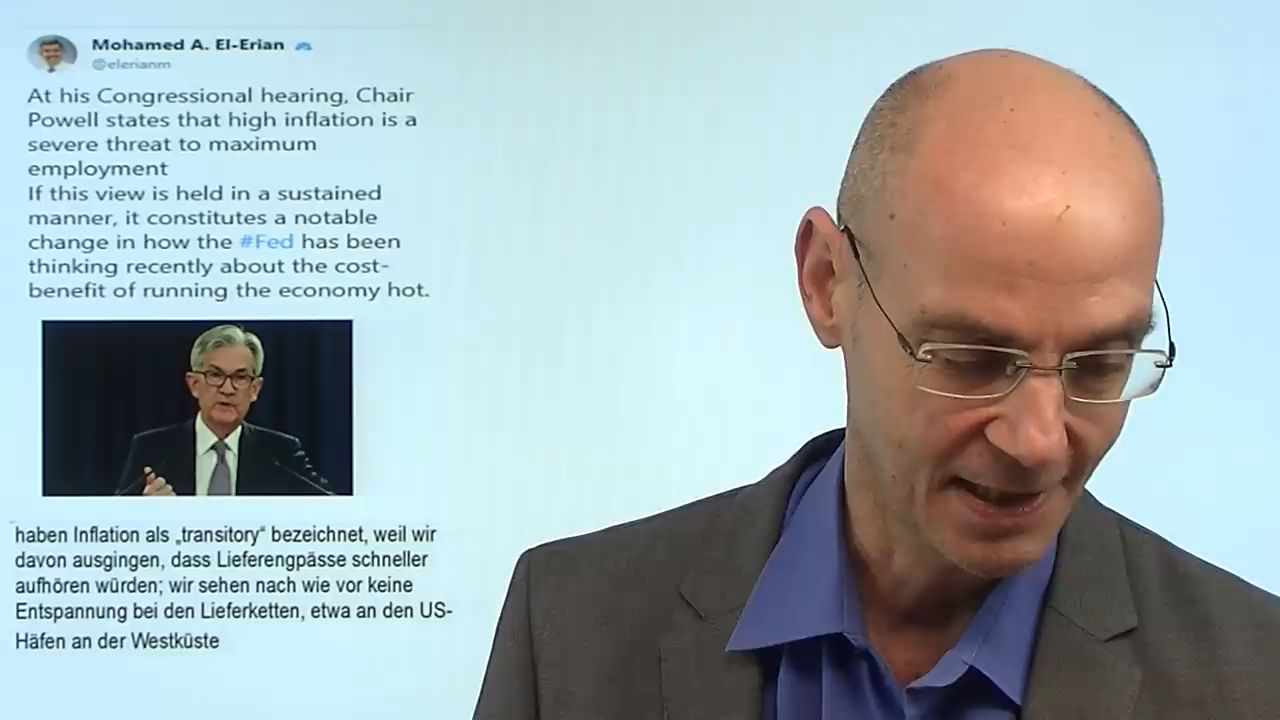 Mohamed A. El-Erian
@elerianm
At his Congressional hearing, Chair
Powell states that high inflation is a
severe threat to maximum
employment
If this view is held in a sustained
manner, it constitutes a notable
change in how the #Fed has been
thinking recently about the cost-
benefit of running the economy hot.
haben Inflation als „transitory“ bezeichnet, weil wir
davon ausgingen, dass Lieferengpässe schneller
aufhören würden; wir sehen nach wie vor keine
Entspannung bei den Lieferketten, etwa an den US-
Häfen an der Westküste